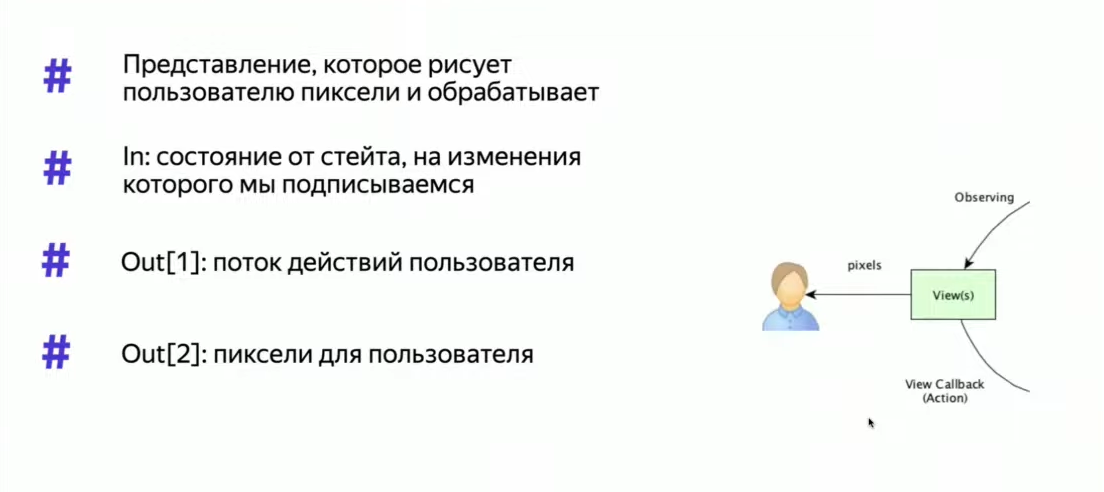 # Представление, которое рисует
пользователю пиксели и обрабатывает
# In: состояние от стейта, на изменения
которого мы подписываемся
# Out[1]: поток действий пользователя
# Out[2]: пиксели для пользователя
Observing
pixels
View(s)
View Callback
(Action)